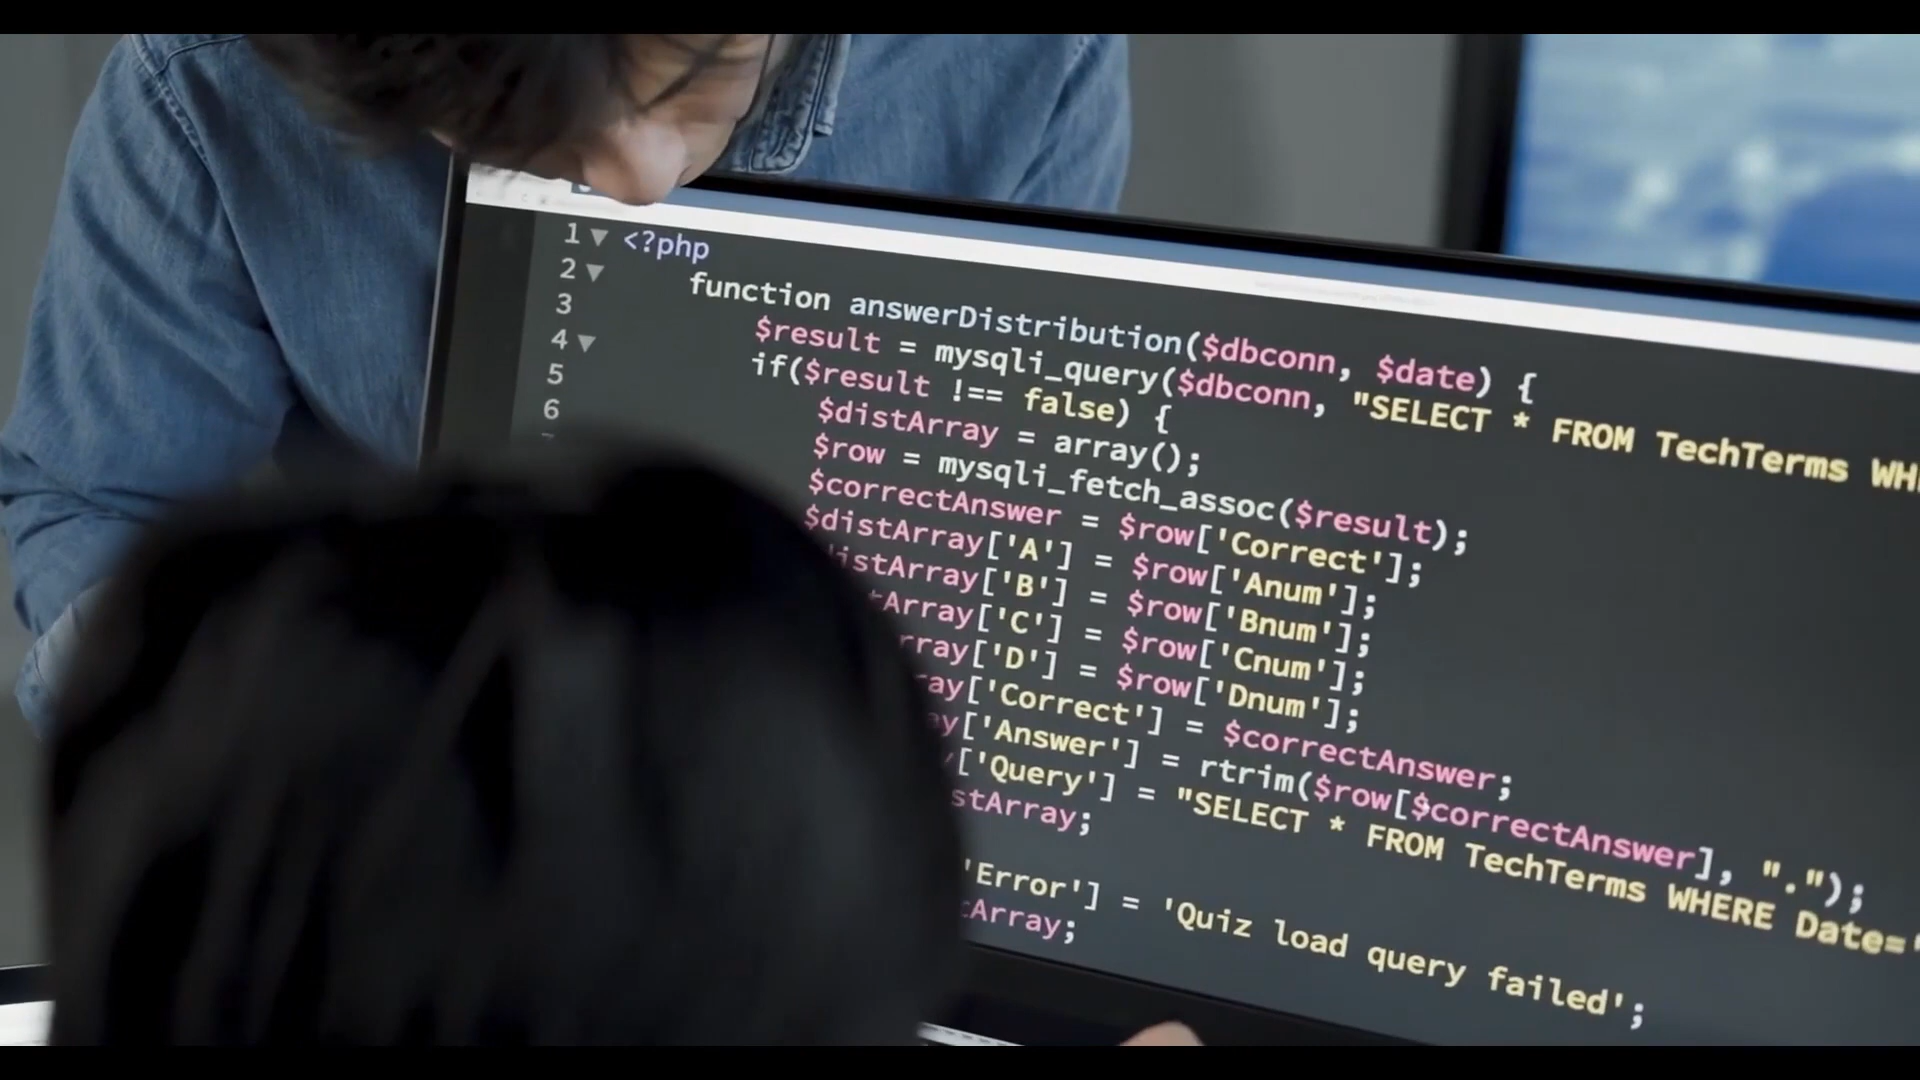 1 <?php
2 function answerDistribution($dbconn, $date) {
3 $result = mysqli_query($dbconn, "SELECT * FROM TechTerms
4 if($result !== false) {
5 $distArray = array();
6 $row = mysqli_fetch_assoc($result);
$correctAnswer = $row['Correct'];
$distArray['A'] = $row['Anum'];
istArray['B'] = $row['Bnum'];
Array['C'] = $row['Cnum'];
rray['D'] = $row['Dnum'];
ay['Correct'] = $correctAnswer;
y['Answer'] = rtrim($row[$correctAnswer], ".");
['Query'] = "SELECT * FROM TechTerms WHERE Date='
stArray;
'Error'] = 'Quiz load query failed';
Array;